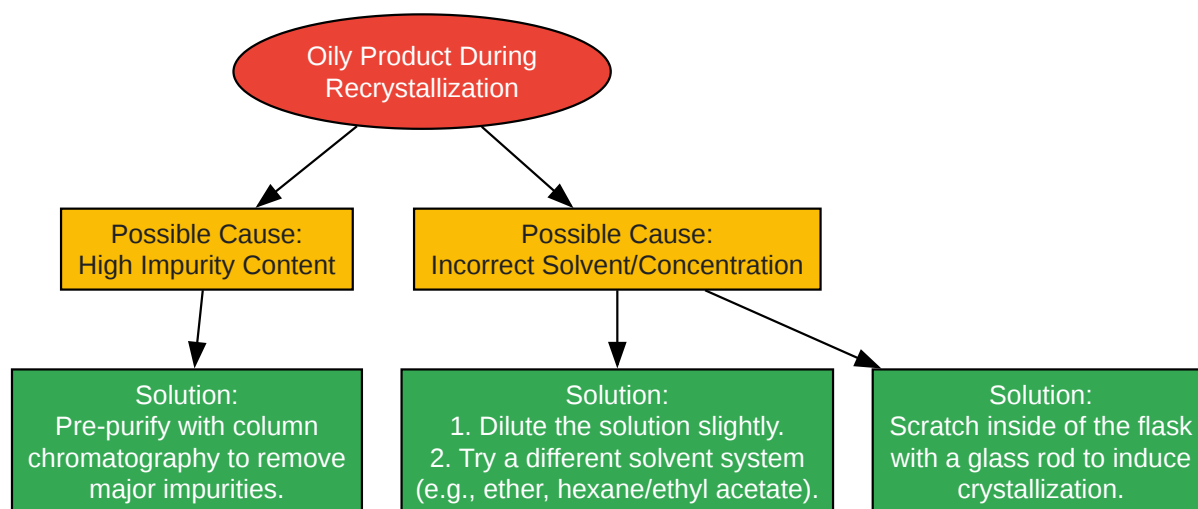 Oily Product During
Recrystallization
Possible Cause:
High Impurity Content
Possible Cause:
Incorrect Solvent/Concentration
Solution:
Pre-purify with column
chromatography to remove
major impurities.
Solution:
1. Dilute the solution slightly.
2. Try a different solvent system
(e.g., ether, hexane/ethyl acetate).
Solution:
Scratch inside of the flask
with a glass rod to induce
crystallization.